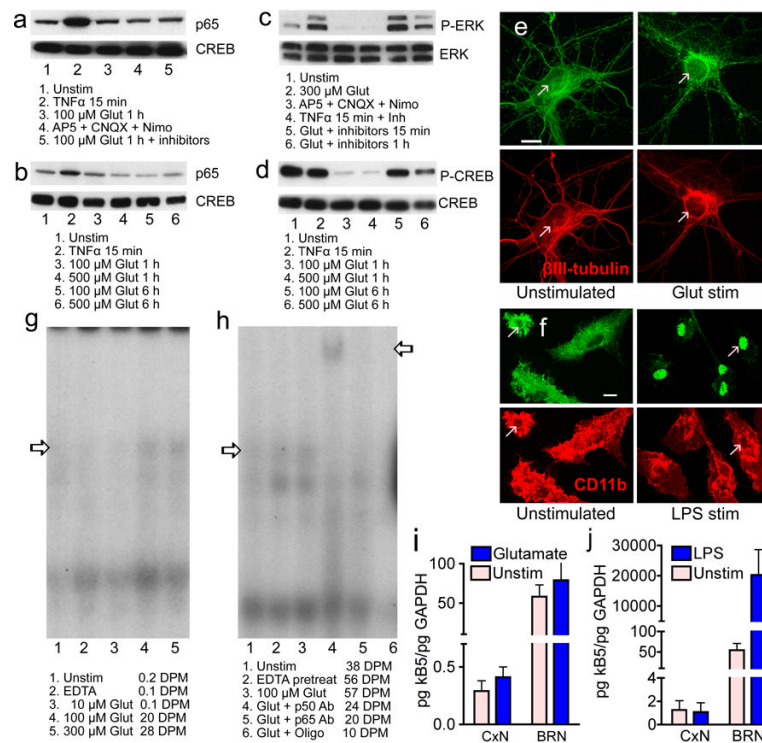 a
p65
CREB
1 2 3 4 5
1. Unstim
2. TNFα 15 min
3. 100 μM Glut 1 h
4. AP5 + CNQX + Nimo
5. 100 μM Glut 1 h + inhibitors
b
p65
CREB
1 2 3 4 5 6
1. Unstim
2. TNFα 15 min
3. 100 μM Glut 1 h
4. 500 μM Glut 1 h
5. 100 μM Glut 6 h
6. 500 μM Glut 6 h
c
P-ERK
ERK
1 2 3 4 5 6
1. Unstim
2. 300 μM Glut
3. AP5 + CNQX + Nimo
4. TNFα 15 min + Inh
5. Glut + inhibitors 15 min
6. Glut + inhibitors 1 h
d
P-CREB
CREB
1 2 3 4 5 6
1. Unstim
2. TNFα 15 min
3. 100 μM Glut 1 h
4. 500 μM Glut 1 h
5. 100 μM Glut 6 h
6. 500 μM Glut 6 h
e
βIII-tubulin
Unstimulated Glut stim
f
CD11b
Unstimulated LPS stim
g
1 2 3 4 5
1. Unstim 0.2 DPM
2. EDTA 0.1 DPM
3. 10 μM Glut 0.1 DPM
4. 100 μM Glut 20 DPM
5. 300 μM Glut 28 DPM
h
1 2 3 4 5 6
1. Unstim 38 DPM
2. EDTA pretreat 56 DPM
3. 100 μM Glut 57 DPM
4. Glut + p50 Ab 24 DPM
5. Glut + p65 Ab 20 DPM
6. Glut + Oligo 10 DPM
i
Glutamate
Unstim
pg kB5/pg GAPDH
100
50
0.5
0.0
CxN BRN
j
LPS
Unstim
pg kB5/pg GAPDH
30000
20000
10000
50
2
0
CxN BRN